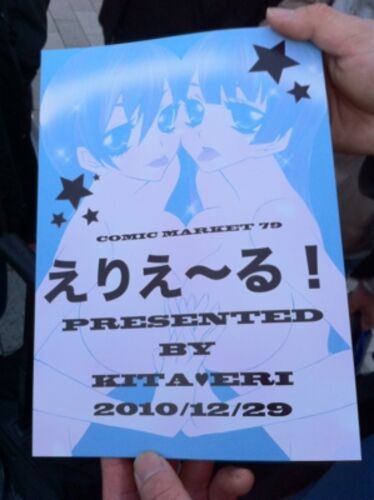 COMIC MARKET 79
えりえ〜る！
PRESENTED
BY
KITA♥ERI
2010/12/29